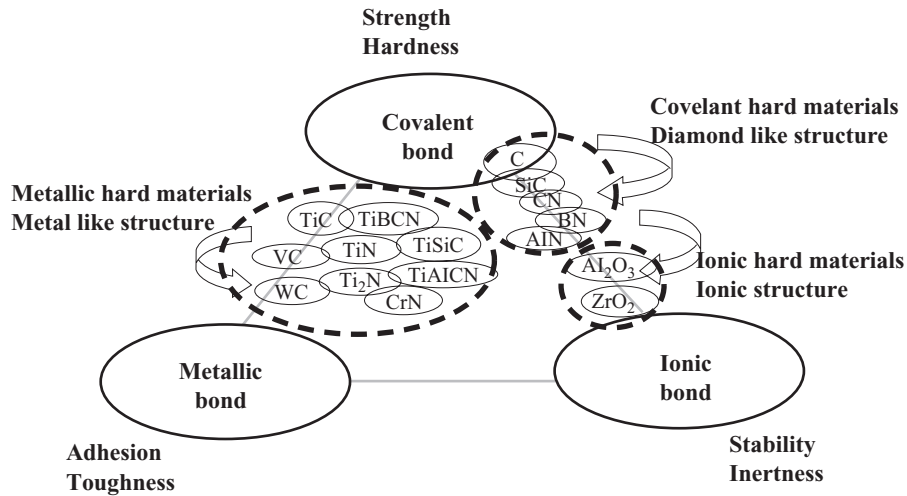 Strength
Hardness
Covalent
bond
Covelant hard materials
Diamond like structure
C
SiC
CN
BN
AlN
Metallic hard materials
Metal like structure
TiC
TiBCN
VC
TiN
TiSiC
WC
Ti₂N
TiAlCN
CrN
Al₂O₃
ZrO₂
Ionic hard materials
Ionic structure
Metallic
bond
Ionic
bond
Adhesion
Toughness
Stability
Inertness